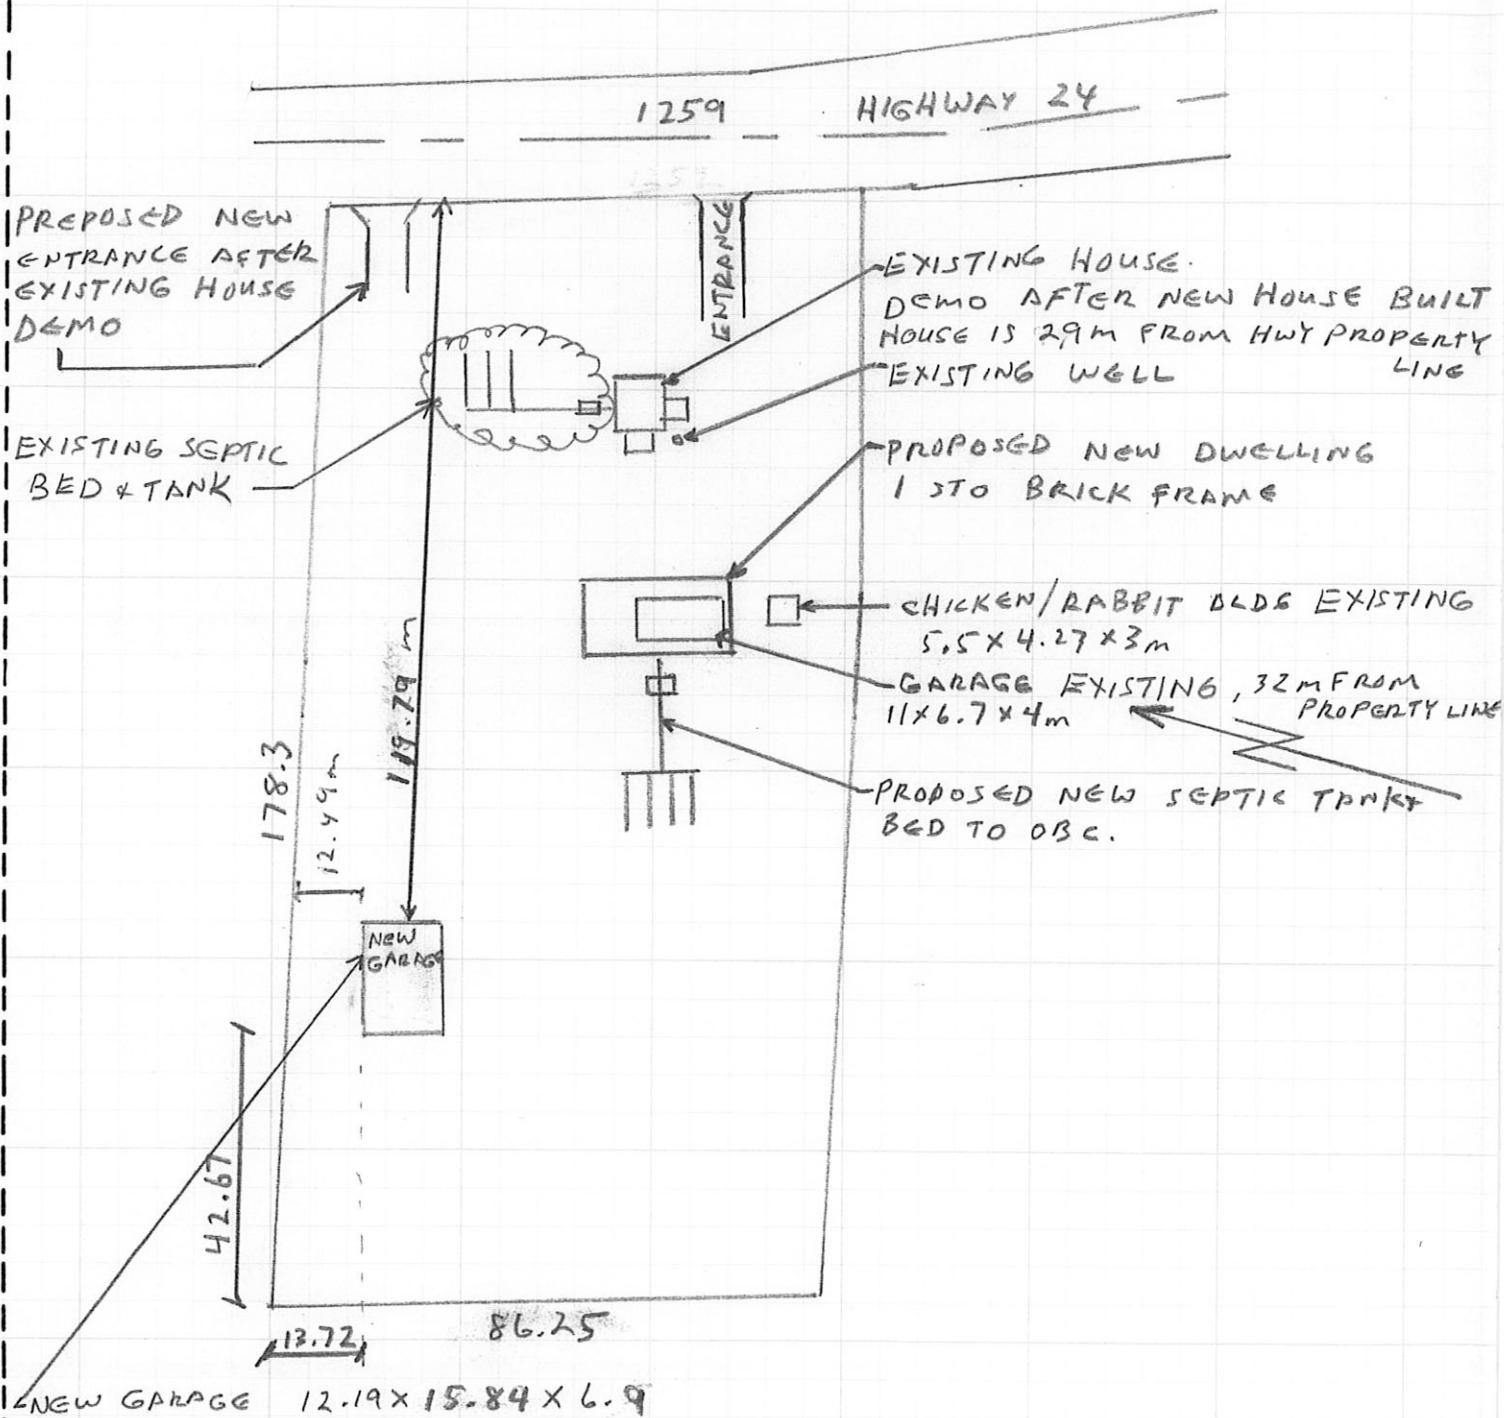 1259 HIGHWAY 24
PREPOSED NEW
ENTRANCE AFTER
EXISTING HOUSE
DEMO
ENTRANCE
EXISTING HOUSE.
DEMO AFTER NEW HOUSE BUILT
HOUSE IS 29m FROM HWY PROPERTY
LINE
EXISTING WELL
EXISTING SEPTIC
BED & TANK
PROPOSED NEW DWELLING
1 STO BRICK FRAME
CHICKEN/RABBIT BLDG EXISTING
5.5 X 4.27 X 3m
GARAGE EXISTING, 32m FROM
PROPERTY LINE
11 X 6.7 X 4m
PROPOSED NEW SEPTIC TANK &
BED TO OBC.
119.79 m
178.3
12.49m
NEW
GARAGE
42.67
86.25
13.72
NEW GARAGE 12.19 X 15.84 X 6.9